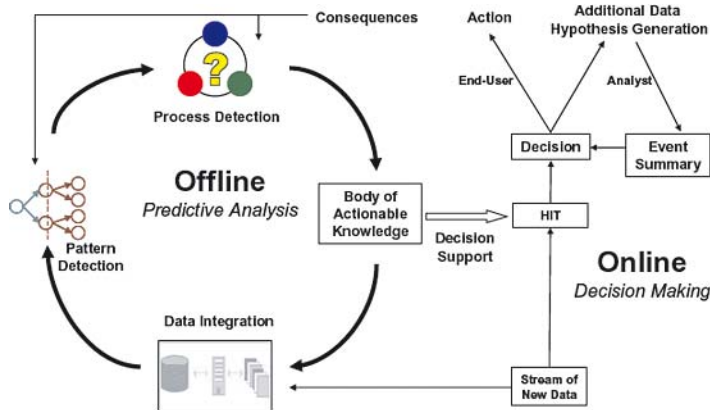 Consequences
Action
Additional Data
Hypothesis Generation
End-User
Analyst
?
Process Detection
Decision
Event
Summary
Offline
Predictive Analysis
Body of
Actionable
Knowledge
HIT
Decision
Support
Pattern
Detection
Online
Decision Making
Data Integration
Stream of
New Data